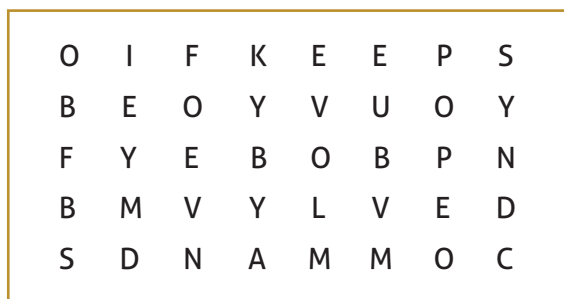 O I F K E E P S
B E O Y V U O Y
F Y E B O B P N
B M V Y L V E D
S D N A M M O C